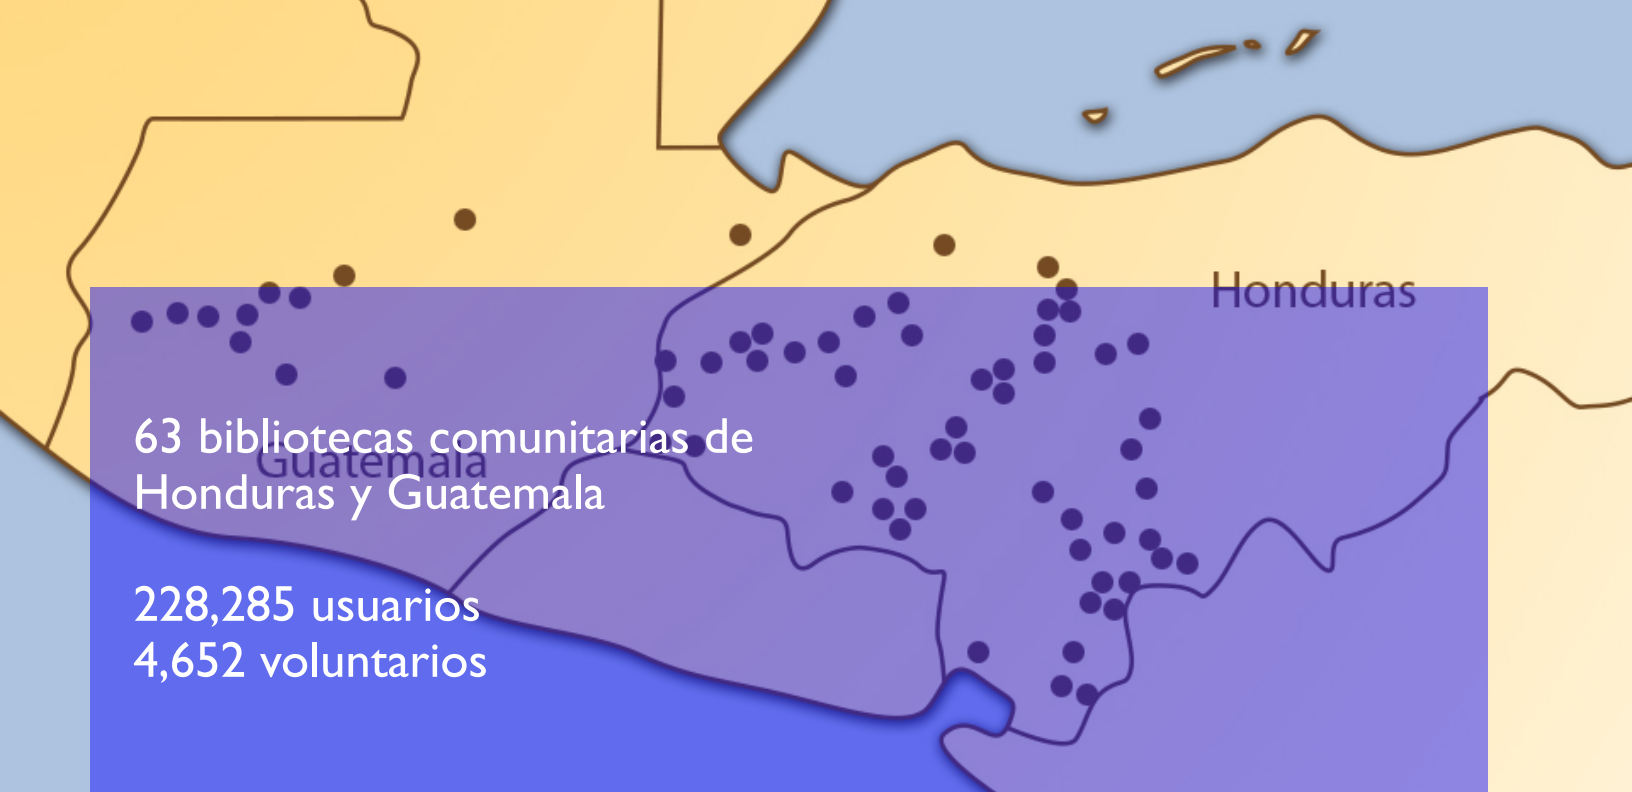 Honduras
63 bibliotecas comunitarias de
Guatemala
Honduras y Guatemala
228,285 usuarios
4,652 voluntarios